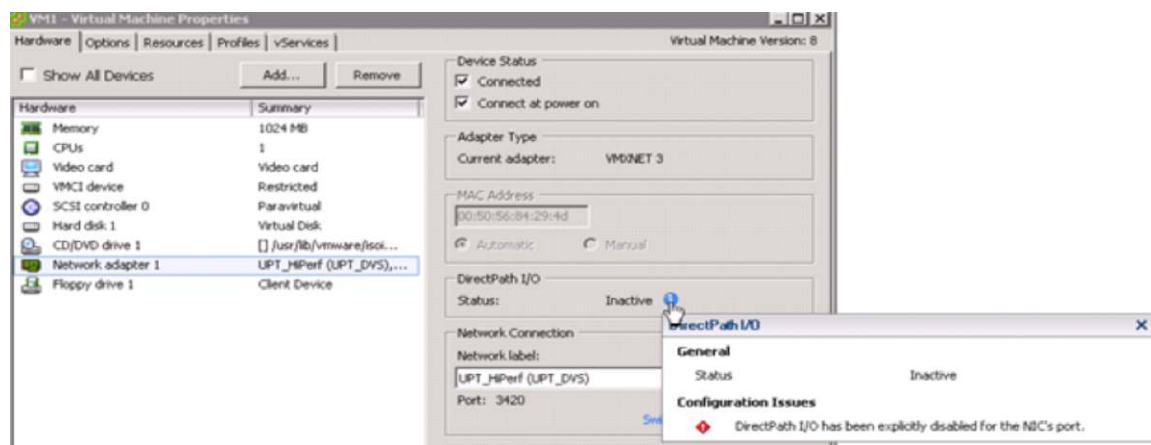 VM1 - Virtual Machine Properties
Hardware Options Resources Profiles vServices
Virtual Machine Version: 8
Show All Devices
Add...
Remove
Hardware Summary
Memory 1024 MB
CPUs 1
Video card Video card
VMCI device Restricted
SCSI controller 0 Paravirtual
Hard disk 1 Virtual Disk
CD/DVD drive 1 [] /usr/lib/vmware/isoi...
Network adapter 1 UPT_HiPerf (UPT_DVS),...
Floppy drive 1 Client Device
Device Status
Connected
Connect at power on
Adapter Type
Current adapter: VMXNET 3
MAC Address
00:50:56:84:29:4d
Automatic Manual
DirectPath I/O
Status: Inactive
Network Connection
Network label:
UPT_HiPerf (UPT_DVS)
Port: 3420
DirectPath I/O
General
Status Inactive
Configuration Issues
DirectPath I/O has been explicitly disabled for the NIC's port.